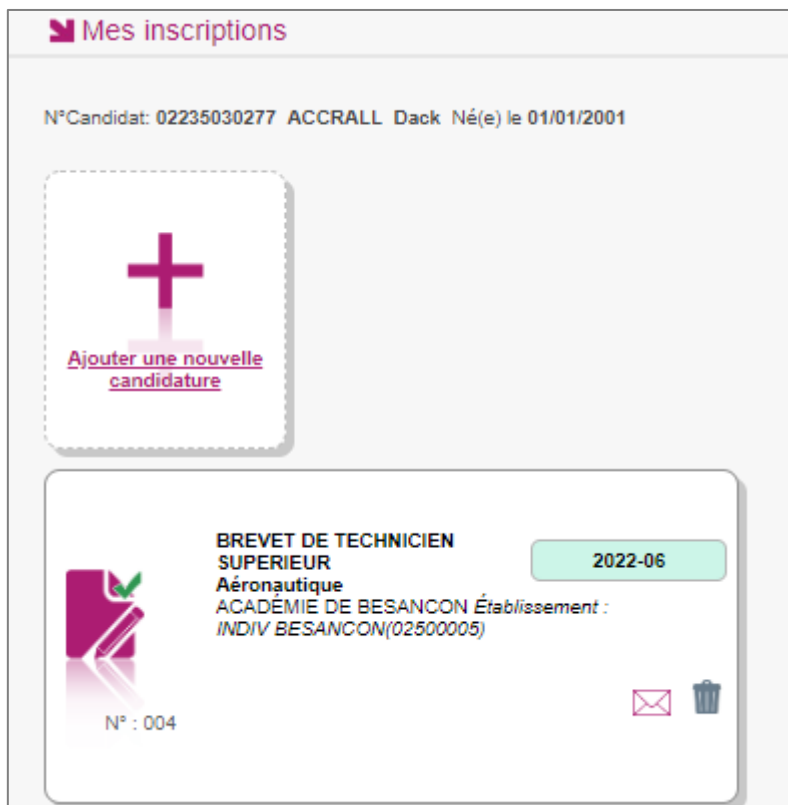 Mes inscriptions
N°Candidat: 02235030277 ACCRALL Dack Né(e) le 01/01/2001
Ajouter une nouvelle
candidature
BREVET DE TECHNICIEN
SUPERIEUR
2022-06
Aéronautique
ACADÉMIE DE BESANCON Établissement :
INDIV BESANCON(02500005)
N° : 004